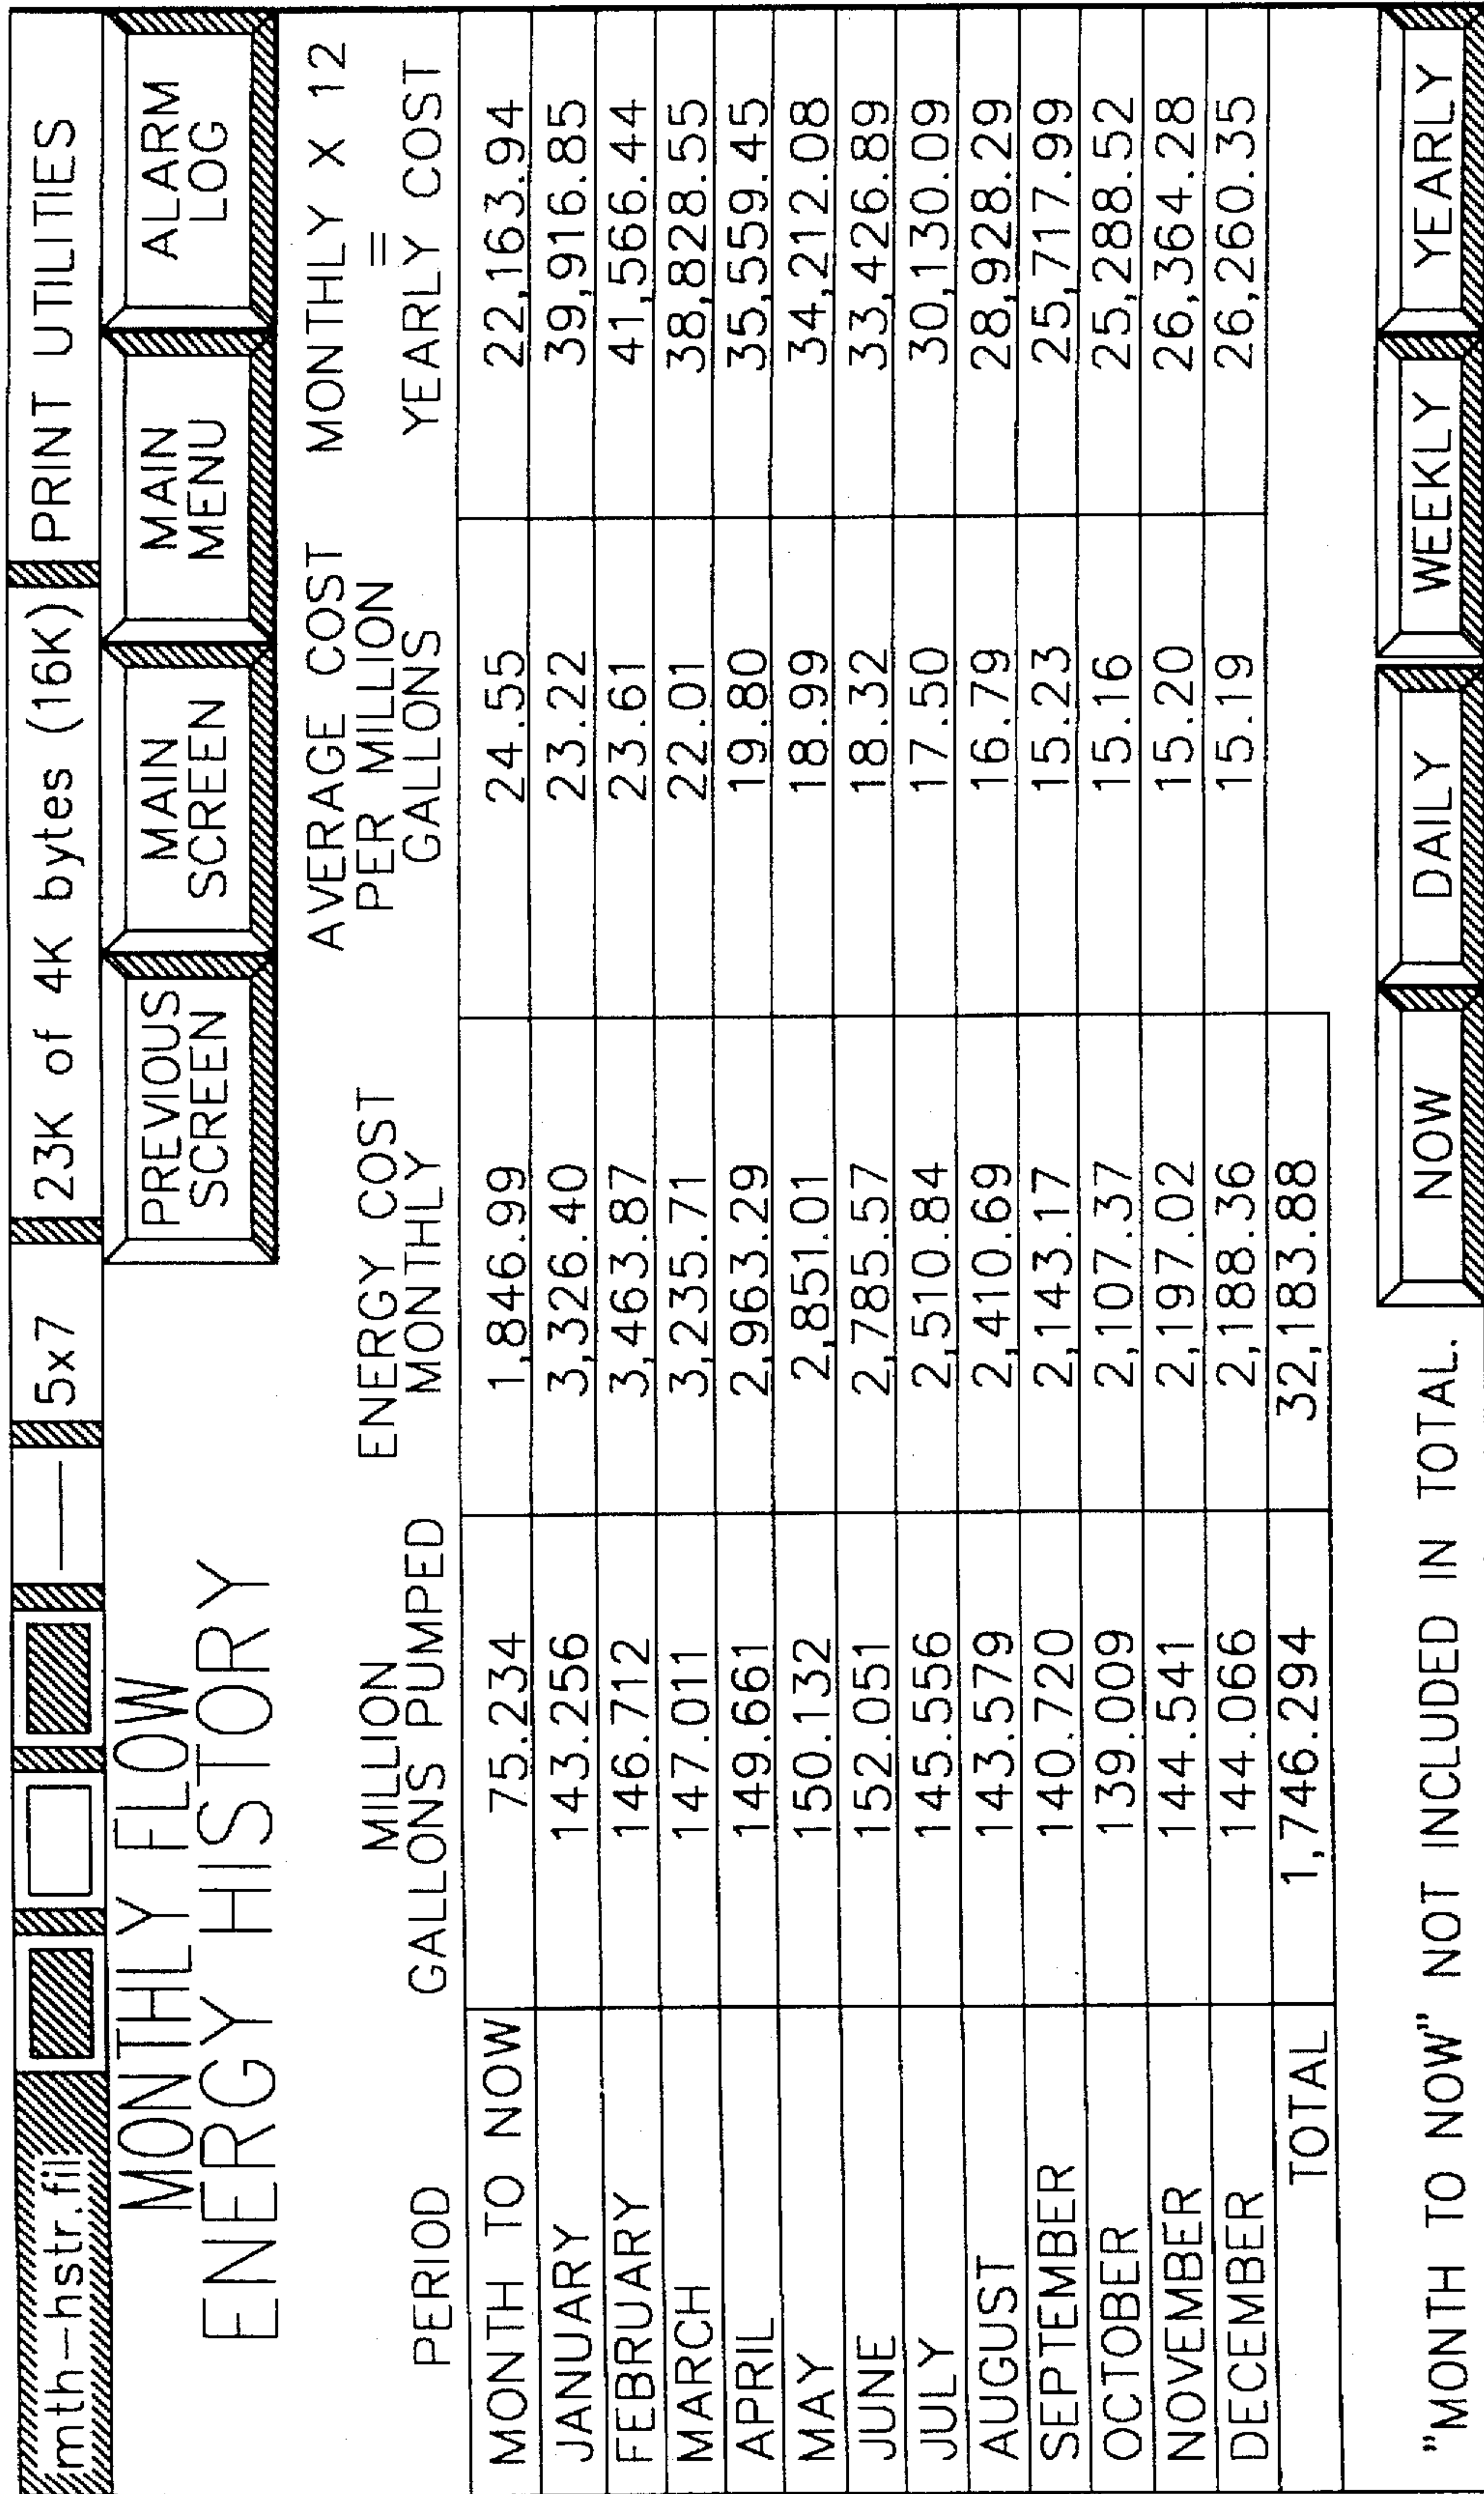 mth-hstr.fil 5x7 23K of 4K bytes (16K) PRINT UTILITIES
MONTHLY FLOW
ENERGY HISTORY
PREVIOUS
SCREEN
MAIN
SCREEN
MAIN
MENU
ALARM
LOG
PERIOD
MILLION
GALLONS PUMPED
ENERGY COST
MONTHLY
AVERAGE COST
PER MILLION
GALLONS
MONTHLY X 12
=
YEARLY COST
MONTH TO NOW 75.234 1,846.99 24.55 22,163.94
JANUARY 143.256 3,326.40 23.22 39,916.85
FEBRUARY 146.712 3,463.87 23.61 41,566.44
MARCH 147.011 3,235.71 22.01 38,828.55
APRIL 149.661 2,963.29 19.80 35,559.45
MAY 150.132 2,851.01 18.99 34,212.08
JUNE 152.051 2,785.57 18.32 33,426.89
JULY 145.556 2,510.84 17.50 30,130.09
AUGUST 143.579 2,410.69 16.79 28,928.29
SEPTEMBER 140.720 2,143.17 15.23 25,717.99
OCTOBER 139.009 2,107.37 15.16 25,288.52
NOVEMBER 144.541 2,197.02 15.20 26,364.28
DECEMBER 144.066 2,188.36 15.19 26,260.35
TOTAL 1,746.294 32,183.88
"MONTH TO NOW" NOT INCLUDED IN TOTAL.
NOW
DAILY
WEEKLY
YEARLY